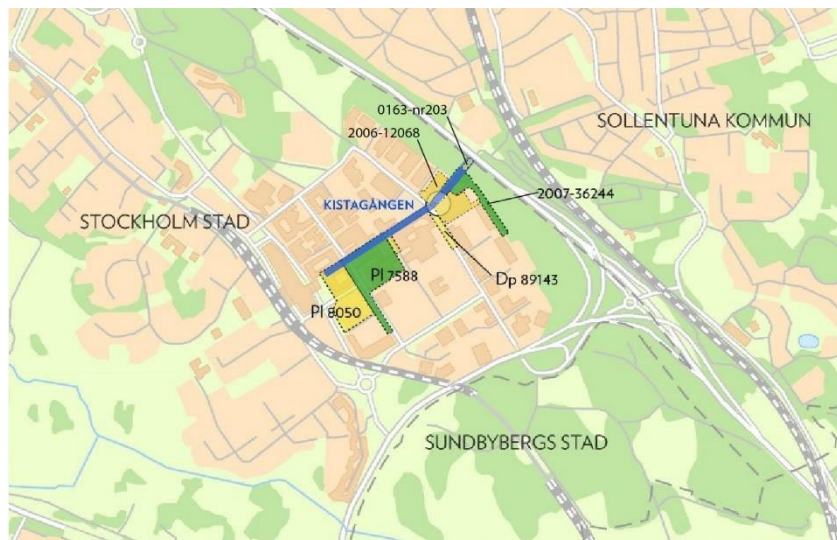 0163-nr203
2006-12068
SOLLENTUNA KOMMUN
2007-36244
KISTAGÅNGEN
STOCKHOLM STAD
Pl 7588
Dp 89143
Pl 8050
SUNDBYBERGS STAD